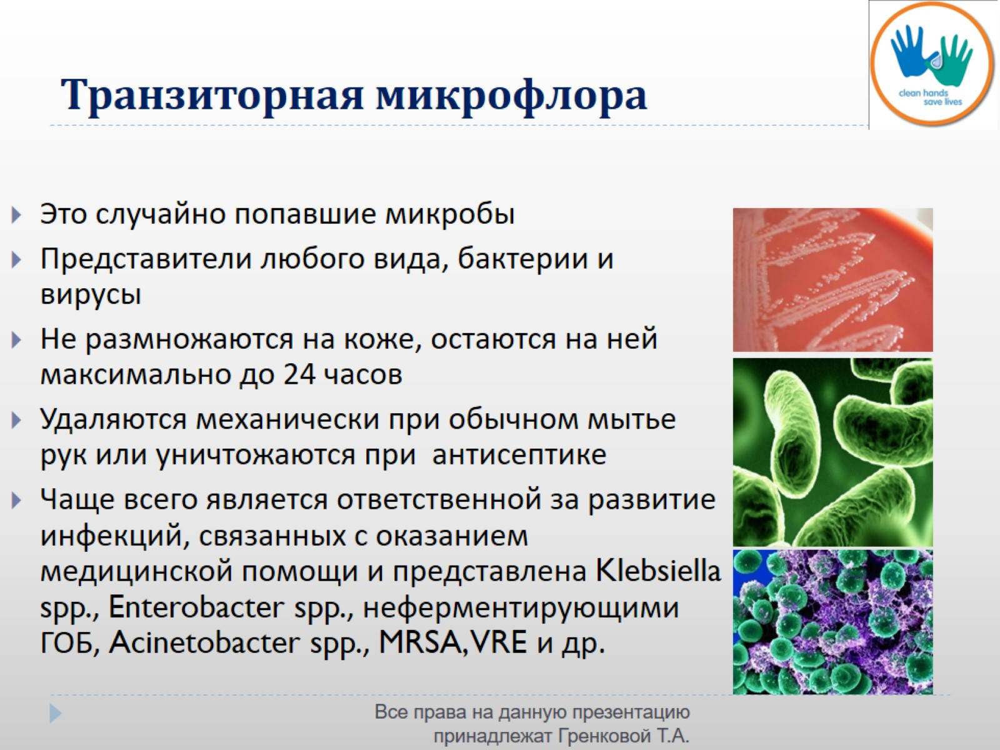 Транзиторная микрофлора
clean hands
save lives
Это случайно попавшие микробы
Представители любого вида, бактерии и
вирусы
Не размножаются на коже, остаются на ней
максимально до 24 часов
Удаляются механически при обычном мытье
рук или уничтожаются при  антисептике
Чаще всего является ответственной за развитие
инфекций, связанных с оказанием
медицинской помощи и представлена Klebsiella
spp., Enterobacter spp., неферментирующими
ГОБ, Acinetobacter spp., MRSA,VRE и др.
Все права на данную презентацию
принадлежат Гренковой Т.А.